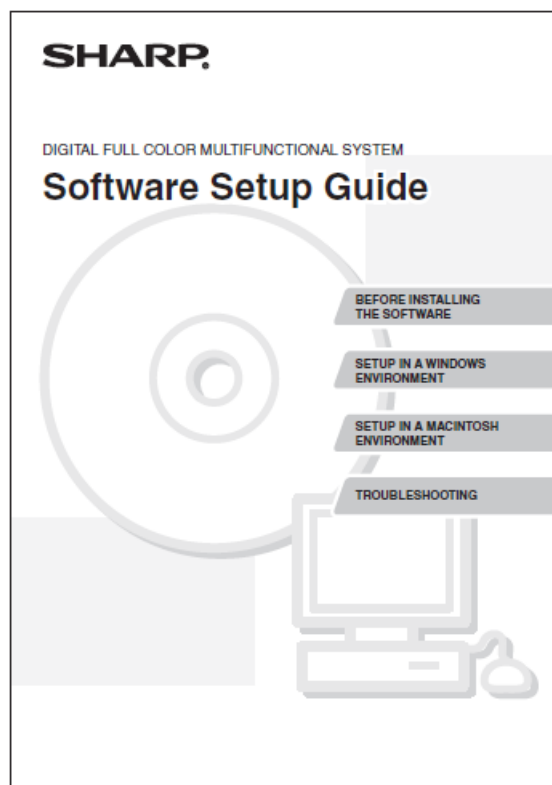 SHARP.
DIGITAL FULL COLOR MULTIFUNCTIONAL SYSTEM
Software Setup Guide
BEFORE INSTALLING
THE SOFTWARE
SETUP IN A WINDOWS
ENVIRONMENT
SETUP IN A MACINTOSH
ENVIRONMENT
TROUBLESHOOTING